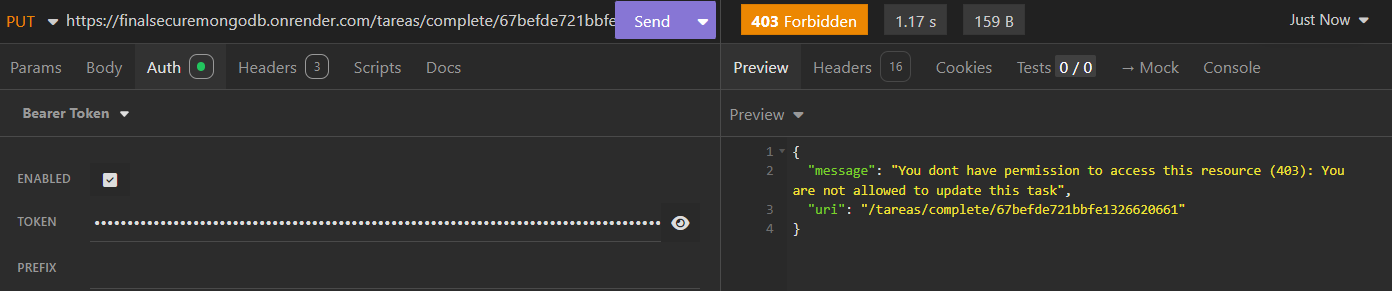 PUT https://finalsecuremongodb.onrender.com/tareas/complete/67befde721bbfe Send
403 Forbidden 1.17 s 159 B Just Now
Params Body Auth Headers 3 Scripts Docs
Preview Headers 16 Cookies Tests 0 / 0 → Mock Console
Bearer Token
Preview
ENABLED
TOKEN
PREFIX
1 {
2 "message": "You dont have permission to access this resource (403): You
are not allowed to update this task",
3 "uri": "/tareas/complete/67befde721bbfe1326620661"
4 }